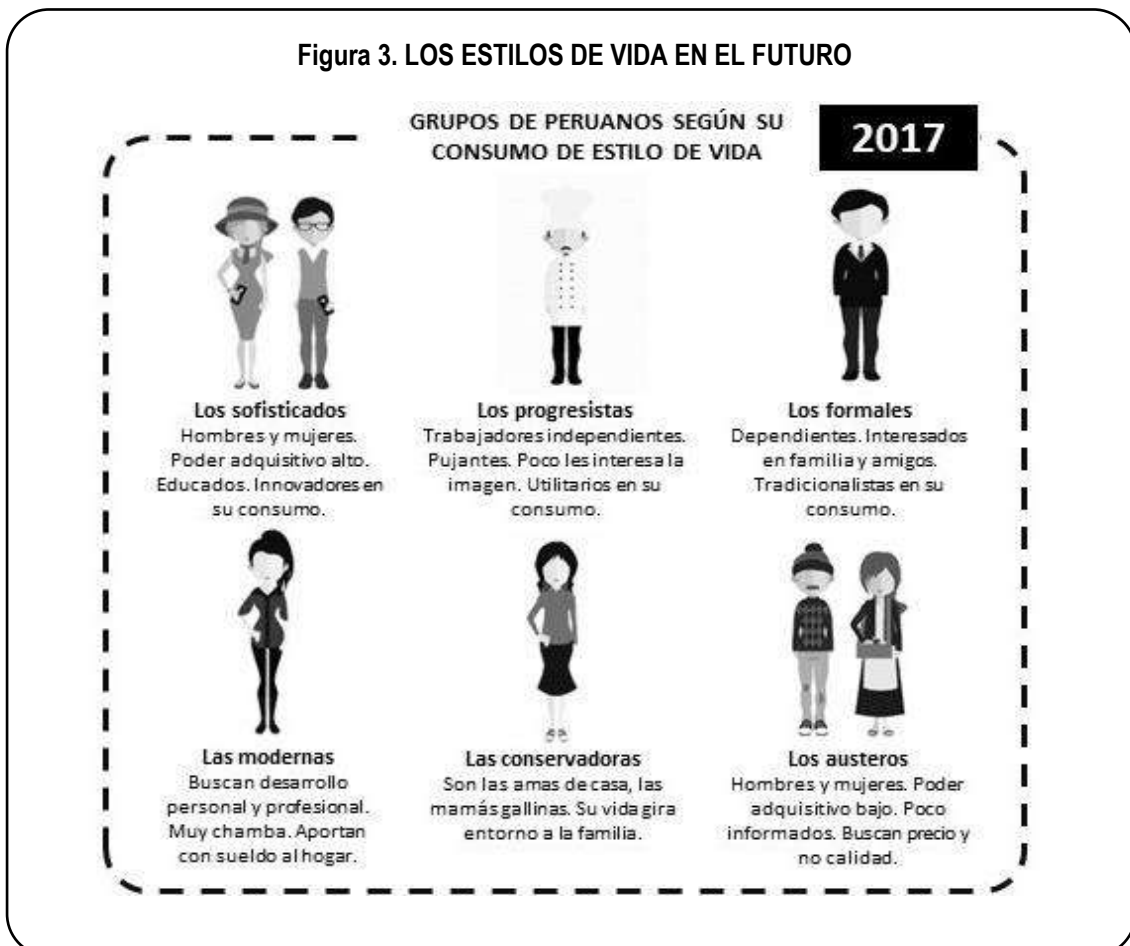 Figura 3. LOS ESTILOS DE VIDA EN EL FUTURO
GRUPOS DE PERUANOS SEGÚN SU
CONSUMO DE ESTILO DE VIDA
2017
Los sofisticados
Hombres y mujeres.
Poder adquisitivo alto.
Educados. Innovadores en
su consumo.
Los progresistas
Trabajadores independientes.
Pujantes. Poco les interesa la
imagen. Utilitarios en su
consumo.
Los formales
Dependientes. Interesados
en familia y amigos.
Tradicionalistas en su
consumo.
Las modernas
Buscan desarrollo
personal y profesional.
Muy chamba. Aportan
con sueldo al hogar.
Las conservadoras
Son las amas de casa, las
mamás gallinas. Su vida gira
entorno a la familia.
Los austeros
Hombres y mujeres. Poder
adquisitivo bajo. Poco
informados. Buscan precio y
no calidad.